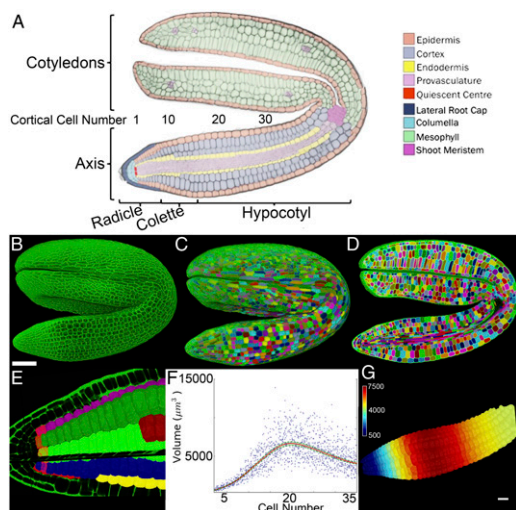 A
Cotyledons
Epidermis
Cortex
Endodermis
Provasculature
Quiescent Centre
Lateral Root Cap
Columella
Mesophyll
Shoot Meristem
Cortical Cell Number 1 10 20 30
Axis
Radicle
Colette
Hypocotyl
B
C
D
E
F
15000
Volume (μm³)
5000
5 20 35
Cell Number
G
7500
4000
500